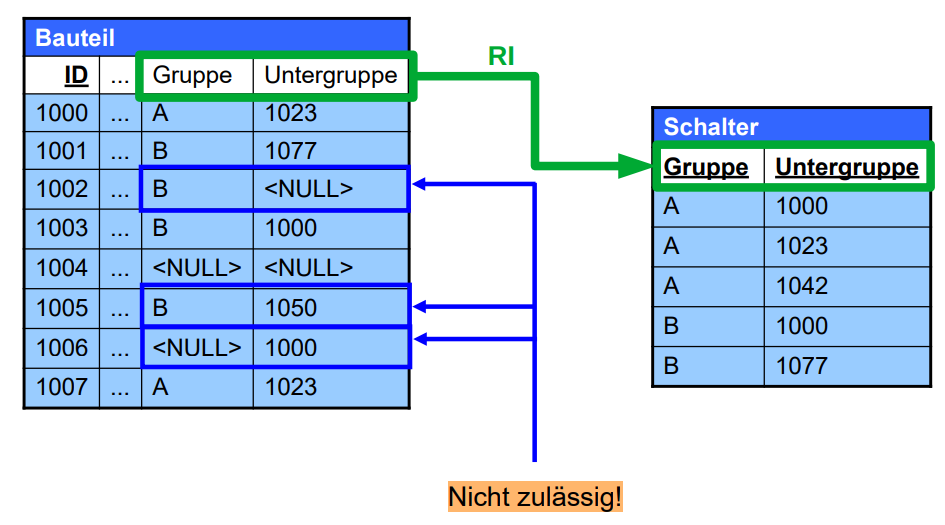 Bauteil
ID ... Gruppe Untergruppe
1000 ... A 1023
1001 ... B 1077
1002 ... B <NULL>
1003 ... B 1000
1004 ... <NULL> <NULL>
1005 ... B 1050
1006 ... <NULL> 1000
1007 ... A 1023
RI
Schalter
Gruppe Untergruppe
A 1000
A 1023
A 1042
B 1000
B 1077
Nicht zulässig!